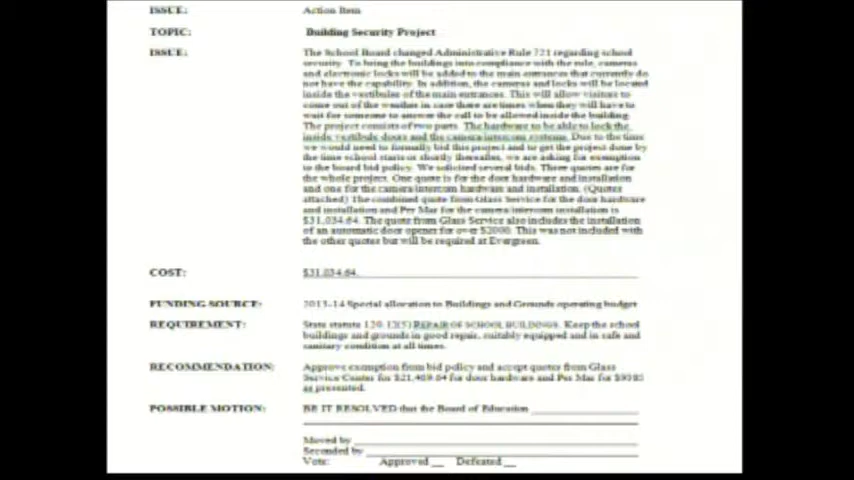 ISSUE: Action Item
TOPIC: Building Security Project
ISSUE: The School Board changed Administrative Rule 721 regarding school
security. To bring the buildings into compliance with the rule, cameras
and electronic locks will be added to the main entrances that currently do
not have the capability. In addition, the cameras and locks will be located
inside the vestibules of the main entrances. This will allow visitors to
come out of the weather in case there are times when they will have to
wait for someone to answer the call to be allowed inside the building.
The project consists of two parts. The hardware to be able to lock the
inside vestibule doors and the camera/intercom systems. Due to the time
we would need to formally bid this project and to get the project done by
the time school starts or shortly thereafter, we are asking for exemption
to the board bid policy. We solicited several bids. Three quotes are for
the whole project. One quote is for the door hardware and installation
and one for the camera/intercom hardware and installation. (Quotes
attached) The combined quote from Glass Service for the door hardware
and installation and Per Mar for the camera/intercom installation is
$31,034.64. The quote from Glass Service also includes the installation
of an automatic door opener for over $2000. This was not included with
the other quotes but will be required at Evergreen.
COST: $31,034.64
FUNDING SOURCE: 2013-14 Special allocation to Buildings and Grounds operating budget
REQUIREMENT: State statute 120.12(5) REPAIR OF SCHOOL BUILDINGS. Keep the school
buildings and grounds in good repair, suitably equipped and in safe and
sanitary condition at all times.
RECOMMENDATION: Approve exemption from bid policy and accept quotes from Glass
Service Center for $21,469.64 for door hardware and Per Mar for
as presented.
POSSIBLE MOTION: BE IT RESOLVED that the Board of Education
Moved by
Seconded by
Vote: Approved __ Defeated __